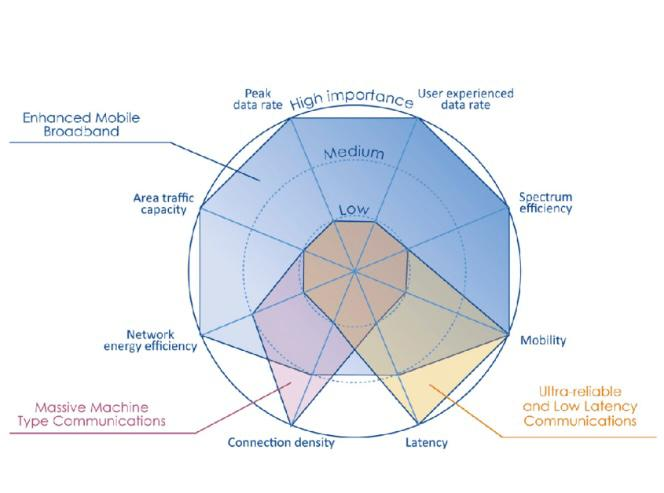 Peak
data rate
High importance
User experienced
data rate
Enhanced Mobile
Broadband
Medium
Area traffic
capacity
Low
Spectrum
efficiency
Network
energy efficiency
Mobility
Massive Machine
Type Communications
Ultra-reliable
and Low Latency
Communications
Connection density
Latency